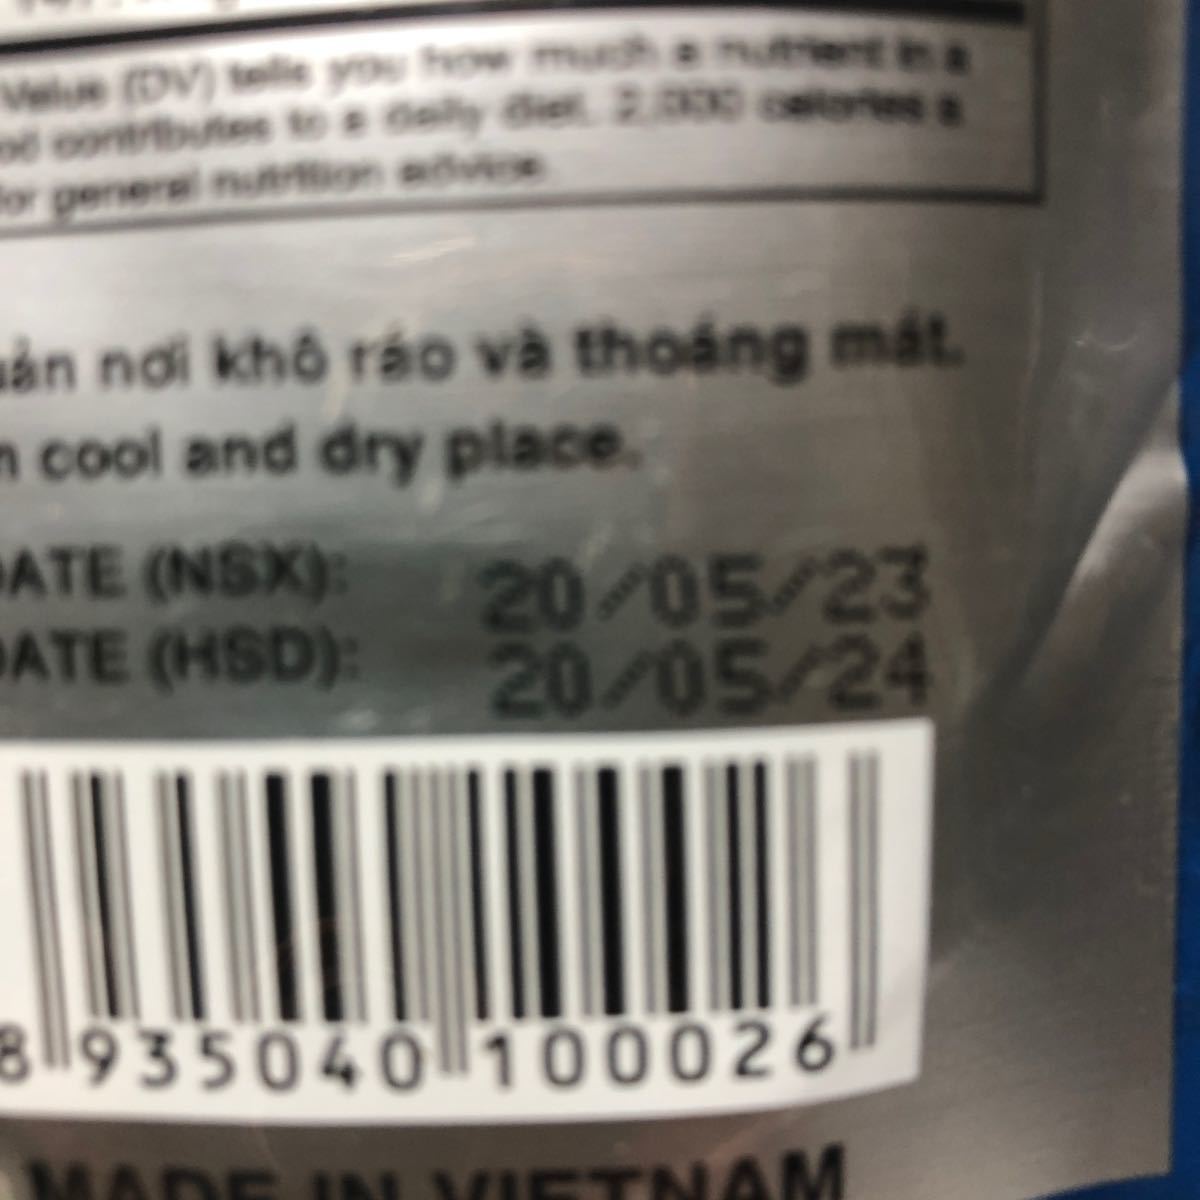 Value (DV) tells you how much a nutrient in a
od contributes to a daily diet. 2,000 calories a
for general nutrition advice.
uản nơi khô ráo và thoáng mát.
n cool and dry place.
DATE (NSX): 20/05/23
DATE (HSD): 20/05/24
8 935040 100026
MADE IN VIETNAM